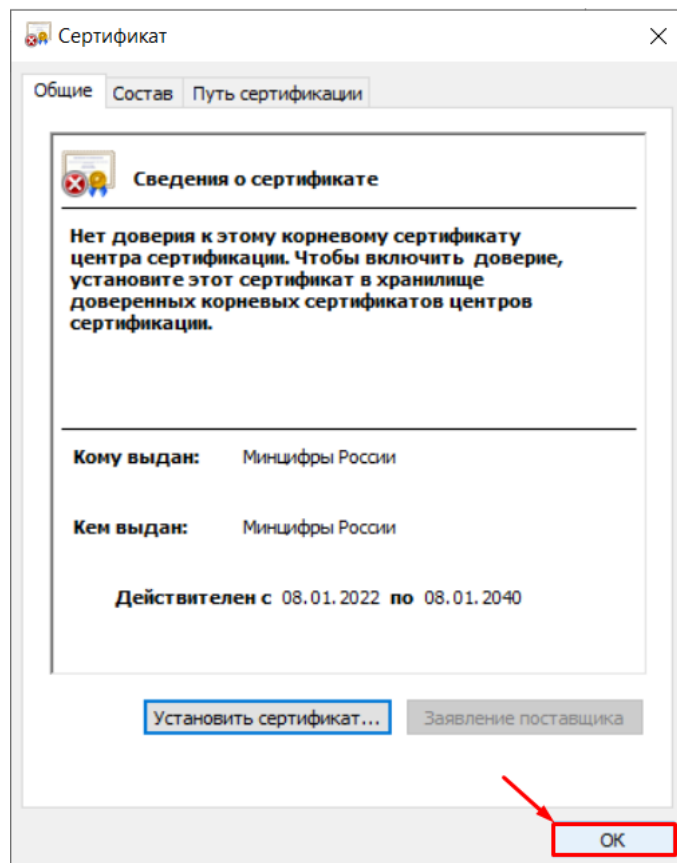 Сертификат
Общие Состав Путь сертификации
Сведения о сертификате
Нет доверия к этому корневому сертификату
центра сертификации. Чтобы включить доверие,
установите этот сертификат в хранилище
доверенных корневых сертификатов центров
сертификации.
Кому выдан: Минцифры России
Кем выдан: Минцифры России
Действителен с 08.01.2022 по 08.01.2040
Установить сертификат... Заявление поставщика
ОК